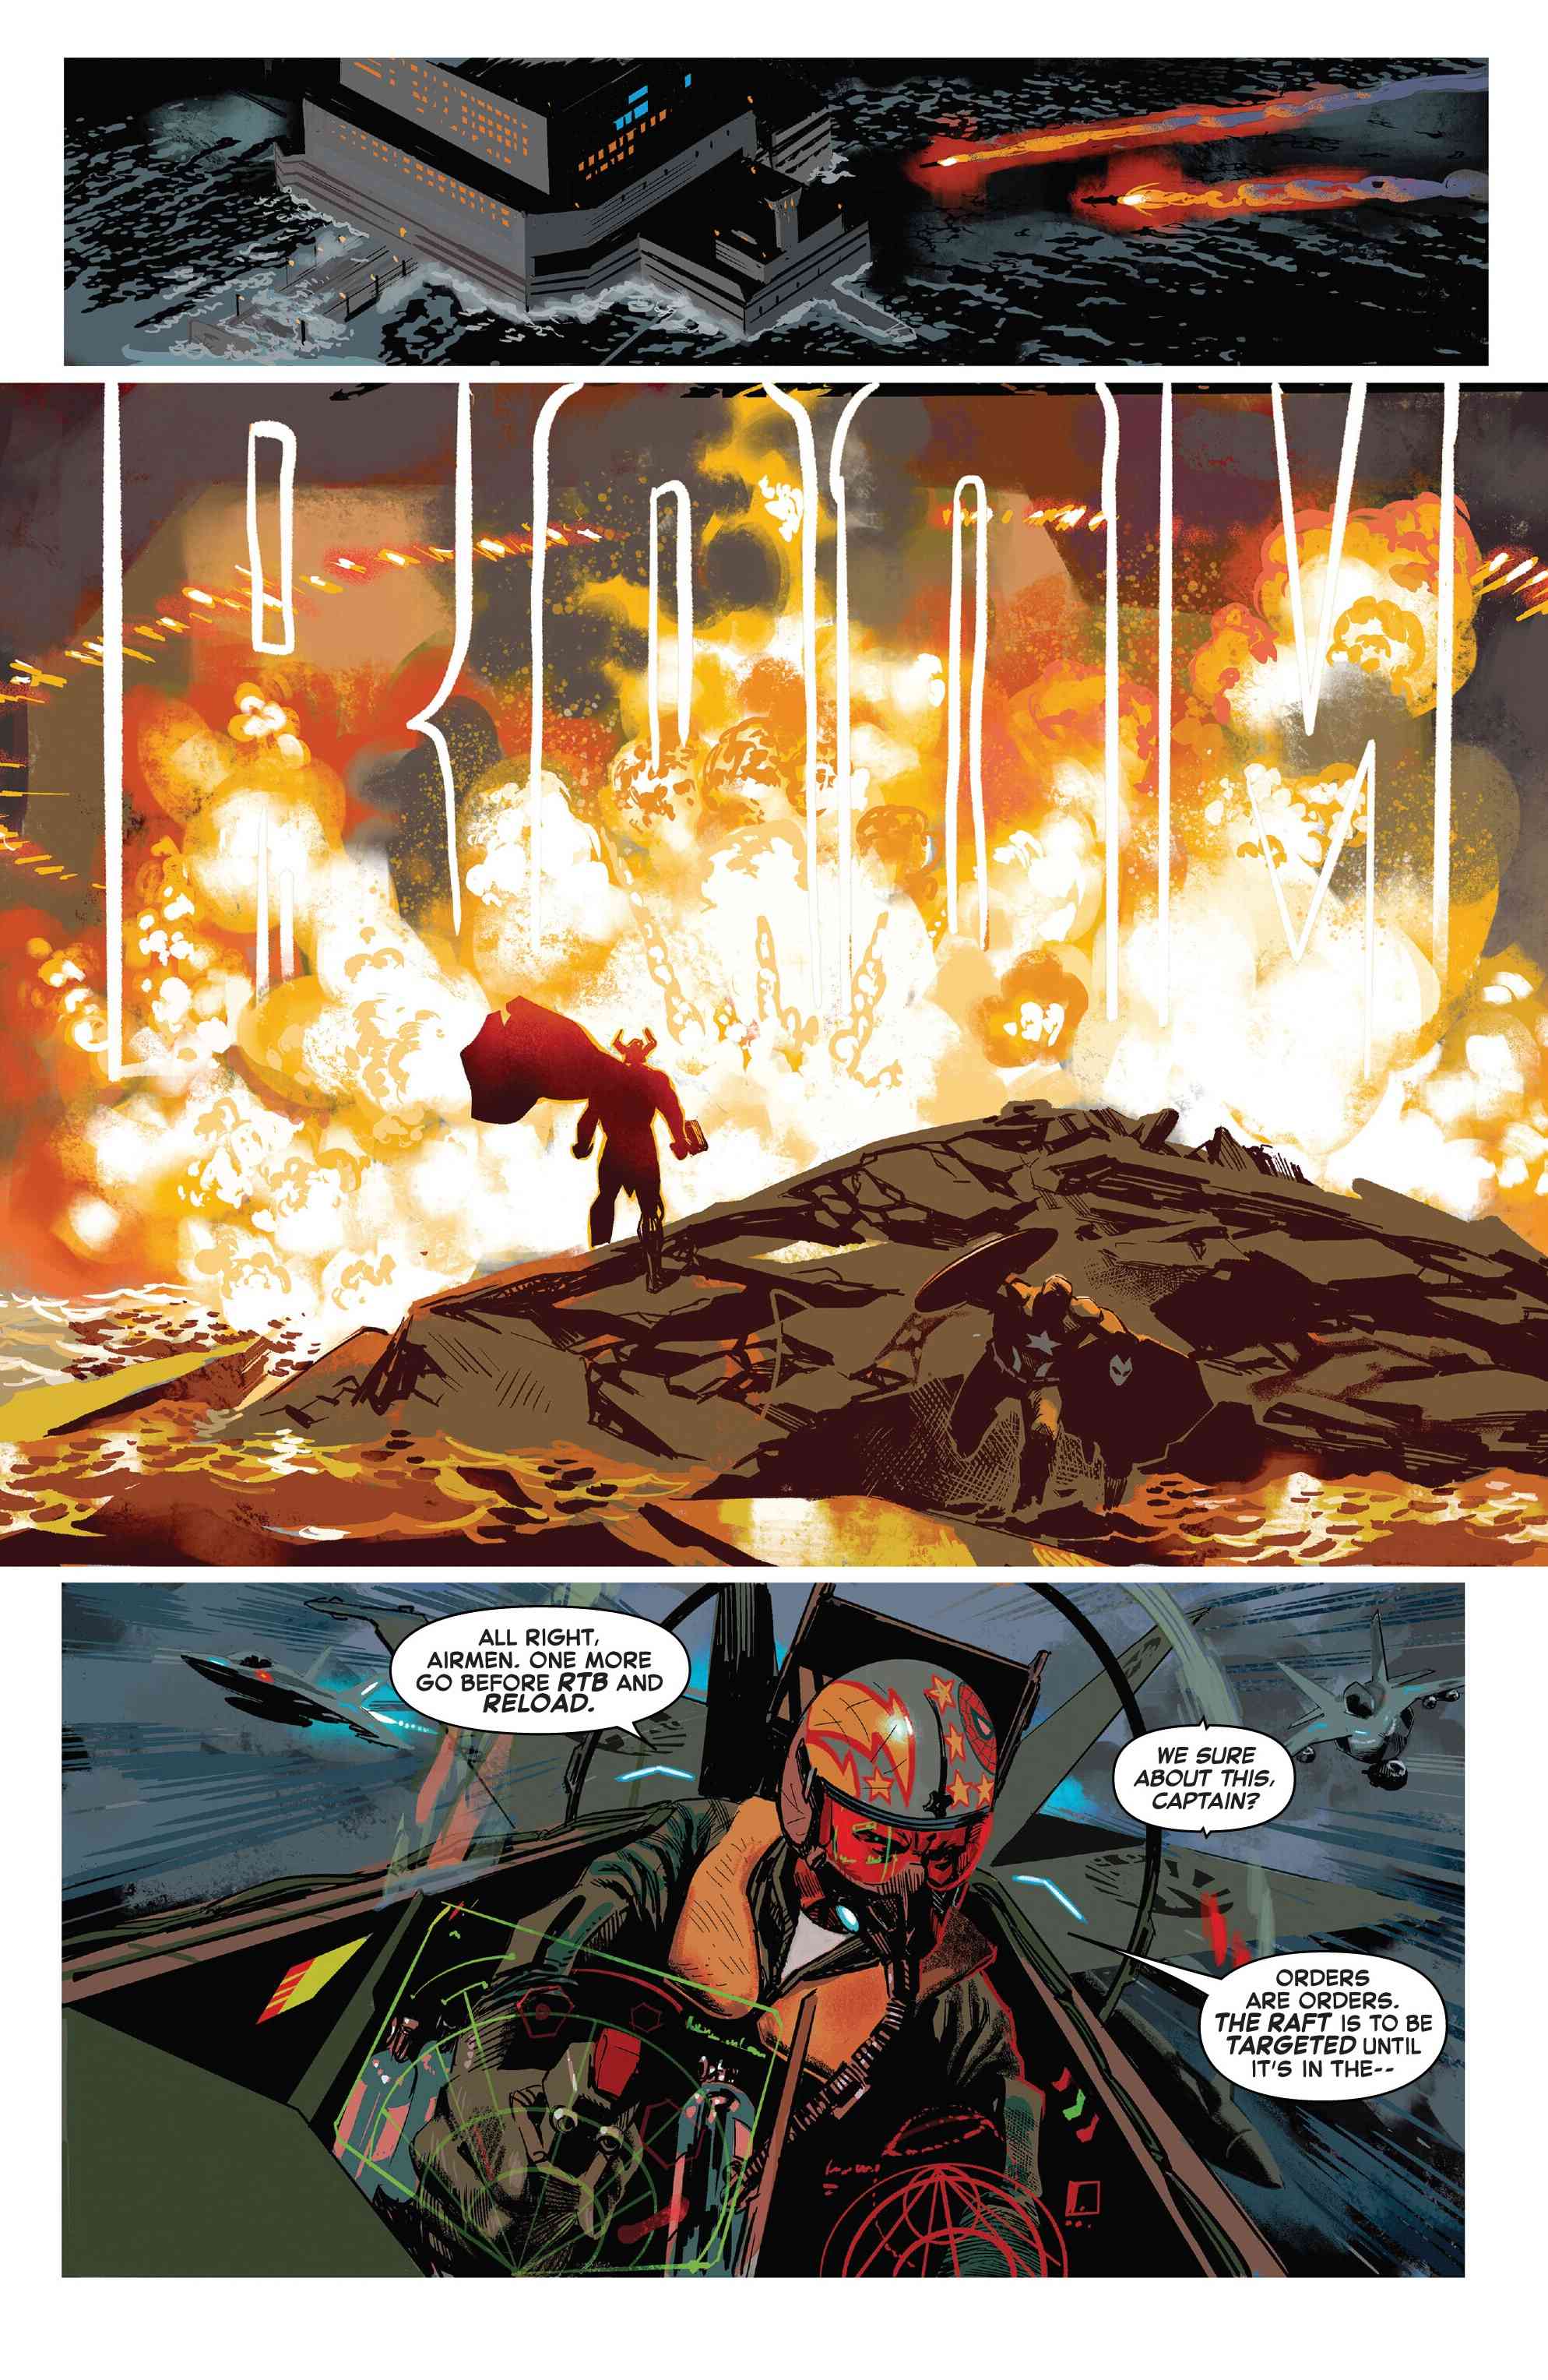 BRAAAM
ALL RIGHT,
AIRMEN. ONE MORE
GO BEFORE RTB AND
RELOAD.
WE SURE
ABOUT THIS,
CAPTAIN?
ORDERS
ARE ORDERS.
THE RAFT IS TO BE
TARGETED UNTIL
IT'S IN THE--